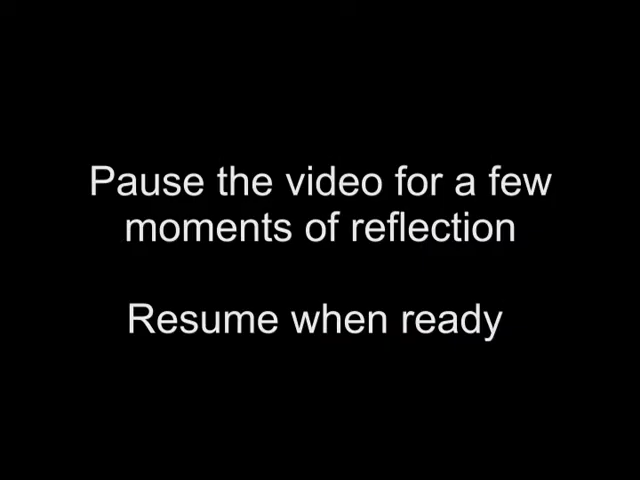 Pause the video for a few
moments of reflection
Resume when ready